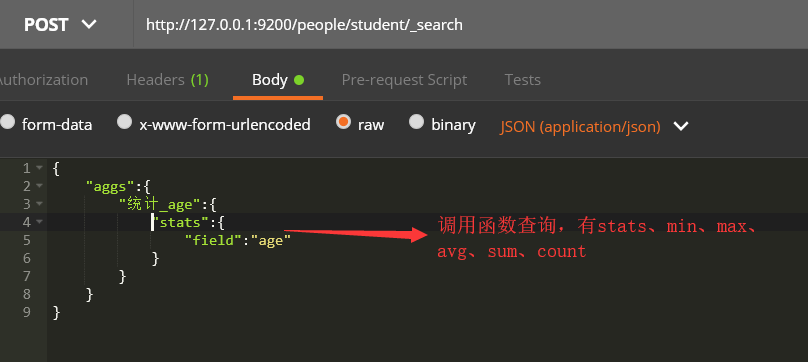 POST http://127.0.0.1:9200/people/student/_search
Authorization Headers (1) Body Pre-request Script Tests
form-data x-www-form-urlencoded raw binary JSON (application/json)
1 {
2 "aggs":{
3 "统计_age":{
4 "stats":{
5 "field":"age"
6 }
7 }
8 }
9 }
调用函数查询，有stats、min、max、
avg、sum、count